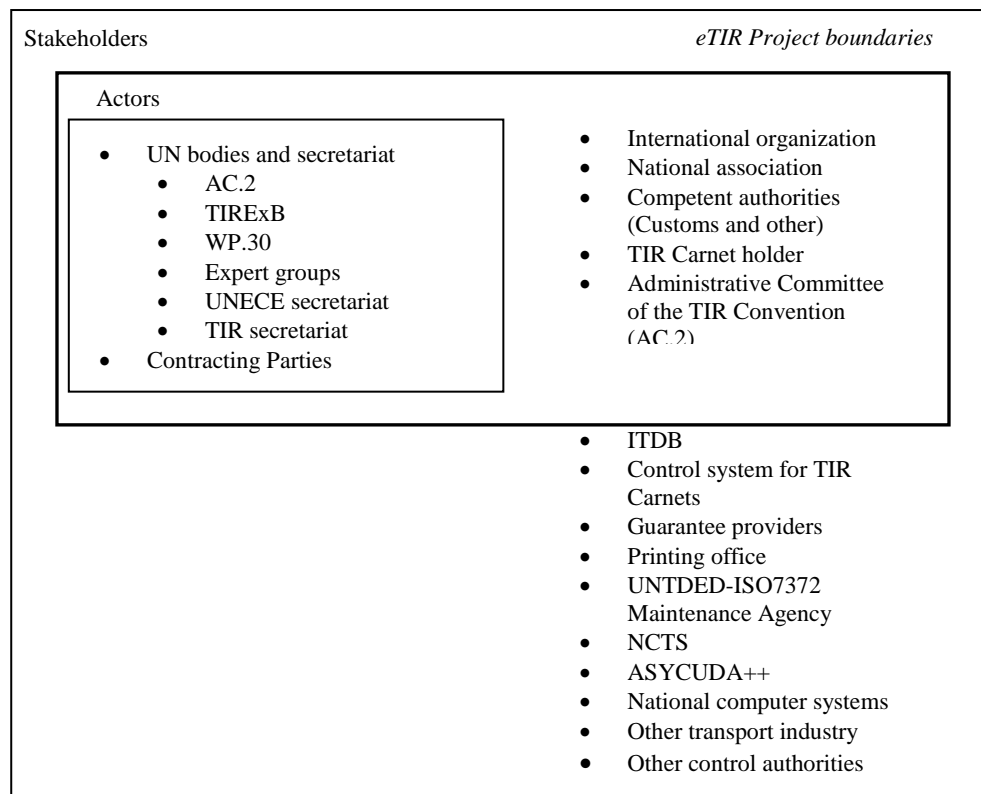 Stakeholders
eTIR Project boundaries
Actors
• UN bodies and secretariat
• AC.2
• TIRExB
• WP.30
• Expert groups
• UNECE secretariat
• TIR secretariat
• Contracting Parties
• International organization
• National association
• Competent authorities
(Customs and other)
• TIR Carnet holder
• Administrative Committee
of the TIR Convention
(AC.2)
• ITDB
• Control system for TIR
Carnets
• Guarantee providers
• Printing office
• UNTDED-ISO7372
Maintenance Agency
• NCTS
• ASYCUDA++
• National computer systems
• Other transport industry
• Other control authorities